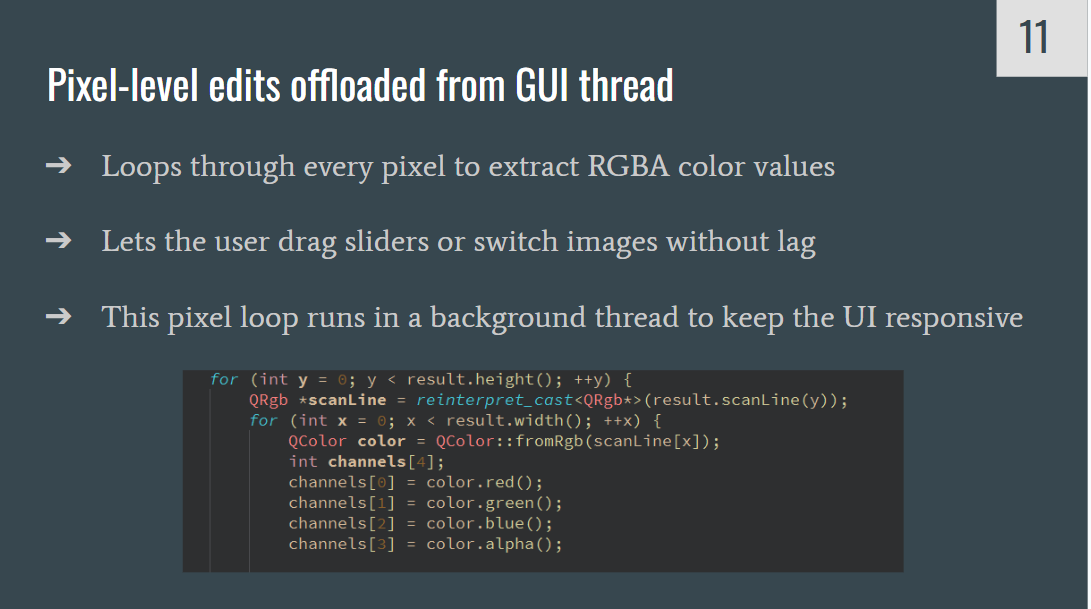 11
Pixel-level edits offloaded from GUI thread
➔ Loops through every pixel to extract RGBA color values
➔ Lets the user drag sliders or switch images without lag
➔ This pixel loop runs in a background thread to keep the UI responsive
for (int y = 0; y < result.height(); ++y) {
    QRgb *scanLine = reinterpret_cast<QRgb*>(result.scanLine(y));
    for (int x = 0; x < result.width(); ++x) {
        QColor color = QColor::fromRgb(scanLine[x]);
        int channels[4];
        channels[0] = color.red();
        channels[1] = color.green();
        channels[2] = color.blue();
        channels[3] = color.alpha();